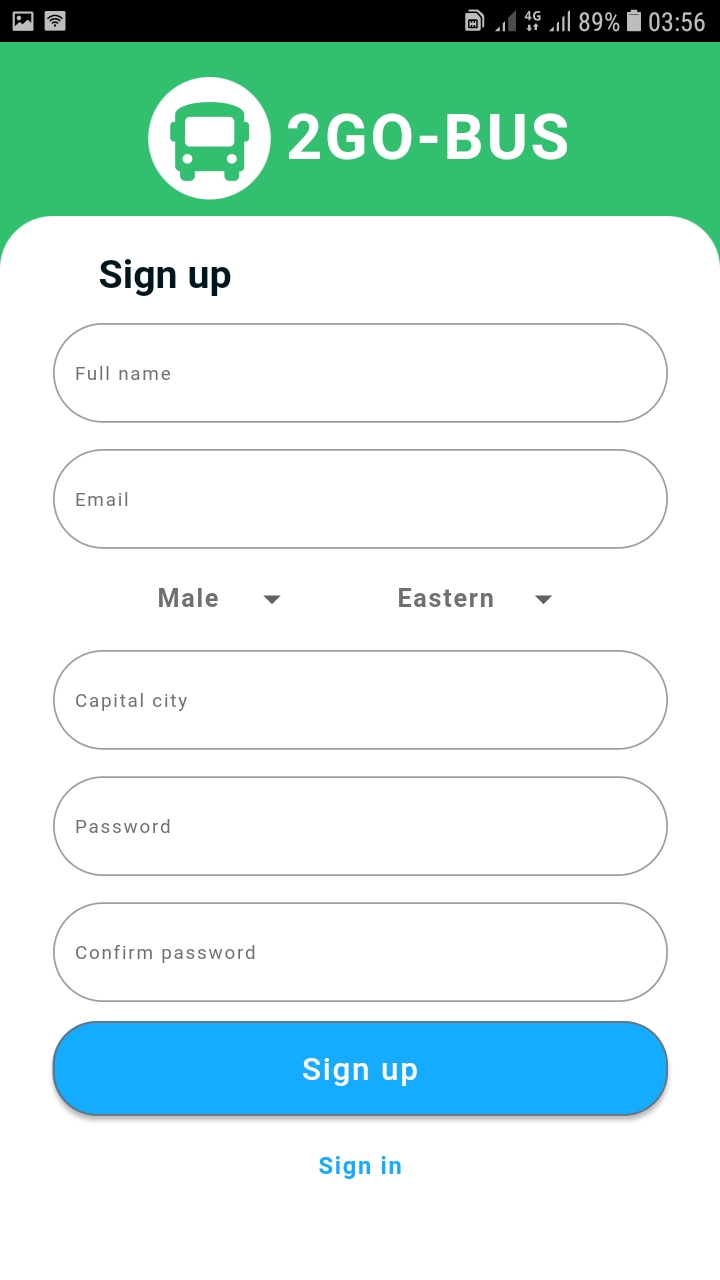 4G 89% 03:56
2GO-BUS
Sign up
Full name
Email
Male Eastern
Capital city
Password
Confirm password
Sign up
Sign in